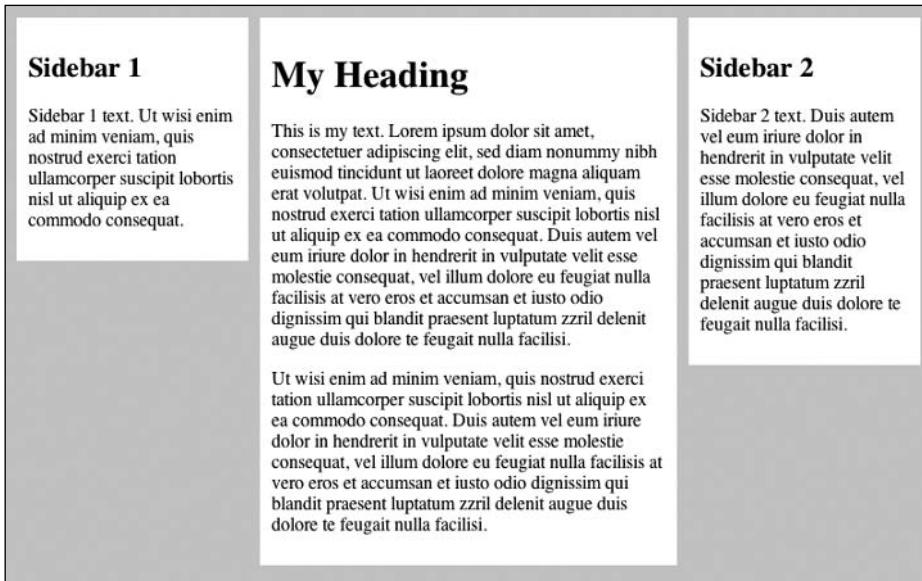 Sidebar 1
Sidebar 1 text. Ut wisi enim
ad minim veniam, quis
nostrud exerci tation
ullamcorper suscipit lobortis
nisl ut aliquip ex ea
commodo consequat.
My Heading
This is my text. Lorem ipsum dolor sit amet,
consectetuer adipiscing elit, sed diam nonummy nibh
euismod tincidunt ut laoreet dolore magna aliquam
erat volutpat. Ut wisi enim ad minim veniam, quis
nostrud exerci tation ullamcorper suscipit lobortis nisl
ut aliquip ex ea commodo consequat. Duis autem vel
eum iriure dolor in hendrerit in vulputate velit esse
molestie consequat, vel illum dolore eu feugiat nulla
facilisis at vero eros et accumsan et iusto odio
dignissim qui blandit praesent luptatum zzril delenit
augue duis dolore te feugait nulla facilisi.
Ut wisi enim ad minim veniam, quis nostrud exerci
tation ullamcorper suscipit lobortis nisl ut aliquip ex
ea commodo consequat. Duis autem vel eum iriure
dolor in hendrerit in vulputate velit esse molestie
consequat, vel illum dolore eu feugiat nulla facilisis at
vero eros et accumsan et iusto odio dignissim qui
blandit praesent luptatum zzril delenit augue duis
dolore te feugait nulla facilisi.
Sidebar 2
Sidebar 2 text. Duis autem
vel eum iriure dolor in
hendrerit in vulputate velit
esse molestie consequat, vel
illum dolore eu feugiat nulla
facilisis at vero eros et
accumsan et iusto odio
dignissim qui blandit
praesent luptatum zzril
delenit augue duis dolore te
feugait nulla facilisi.